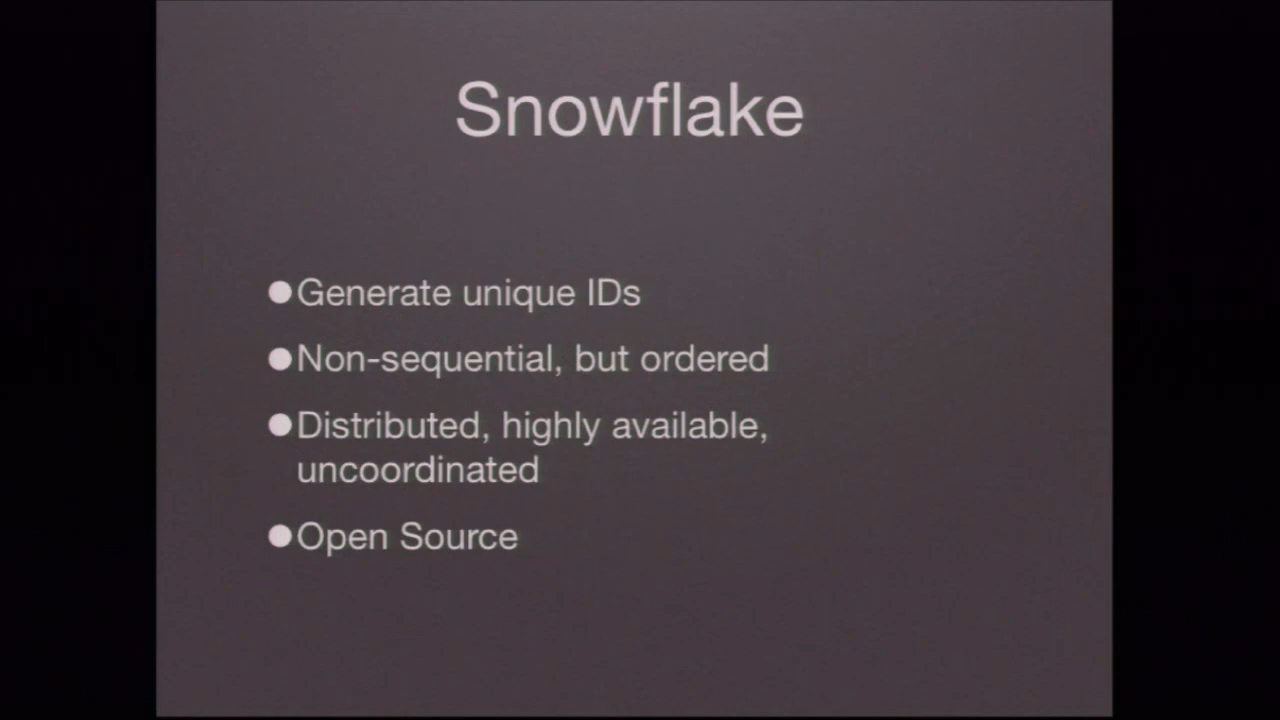 Snowflake
●Generate unique IDs
●Non-sequential, but ordered
●Distributed, highly available,
uncoordinated
●Open Source